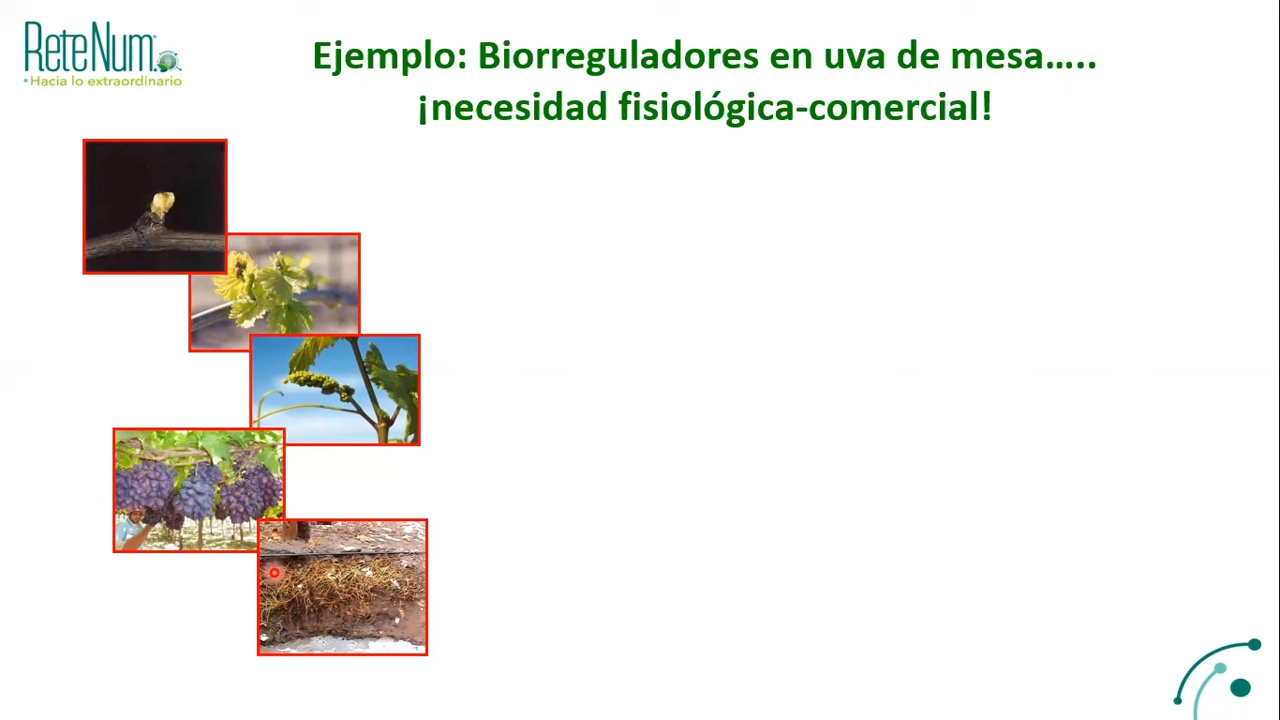 ReteNum
Hacia lo extraordinario
Ejemplo: Biorreguladores en uva de mesa.....
¡necesidad fisiológica-comercial!